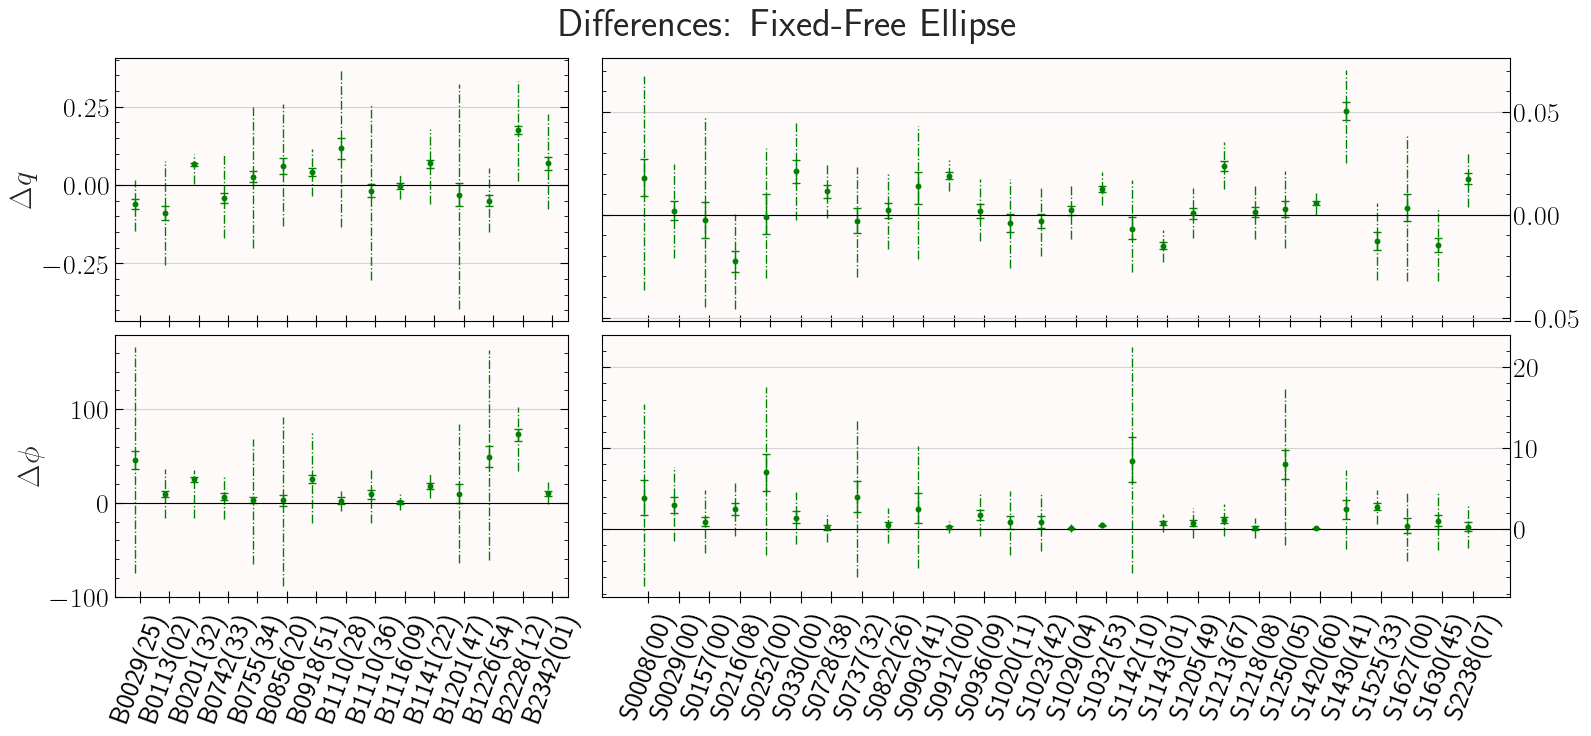 Differences: Fixed-Free Ellipse
Δq
0.25
0.00
−0.25
0.05
0.00
−0.05
Δϕ
100
0
−100
20
10
0
B0029(25)
B0113(02)
B0201(32)
B0742(33)
B0755(34)
B0856(20)
B0918(51)
B1110(28)
B1110(36)
B1116(09)
B1141(22)
B1201(47)
B1226(54)
B2228(12)
B2342(01)
S0008(00)
S0029(00)
S0157(00)
S0216(08)
S0252(00)
S0330(00)
S0728(38)
S0737(32)
S0822(26)
S0903(41)
S0912(00)
S0936(09)
S1020(11)
S1023(42)
S1029(04)
S1032(53)
S1142(10)
S1143(01)
S1205(49)
S1213(67)
S1218(08)
S1250(05)
S1420(60)
S1430(41)
S1525(33)
S1627(00)
S1630(45)
S2238(07)